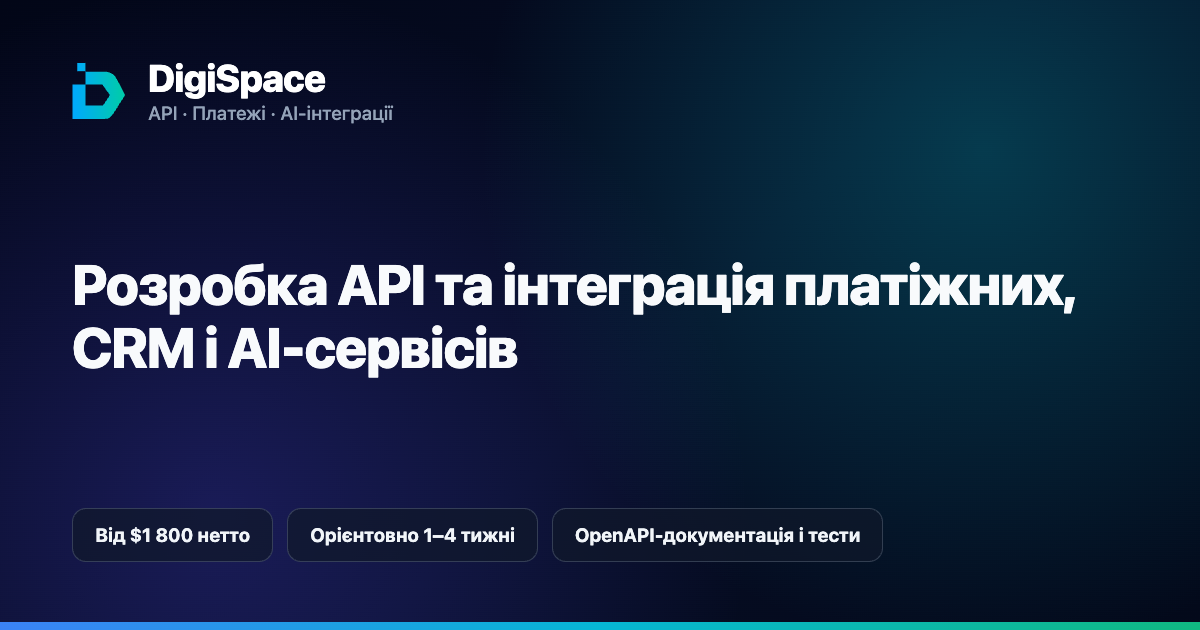 DigiSpace
API · Платежі · AI-інтеграції
Розробка API та інтеграція платіжних,
CRM і AI-сервісів
Від $1 800 нетто
Орієнтовно 1–4 тижні
OpenAPI-документація і тести